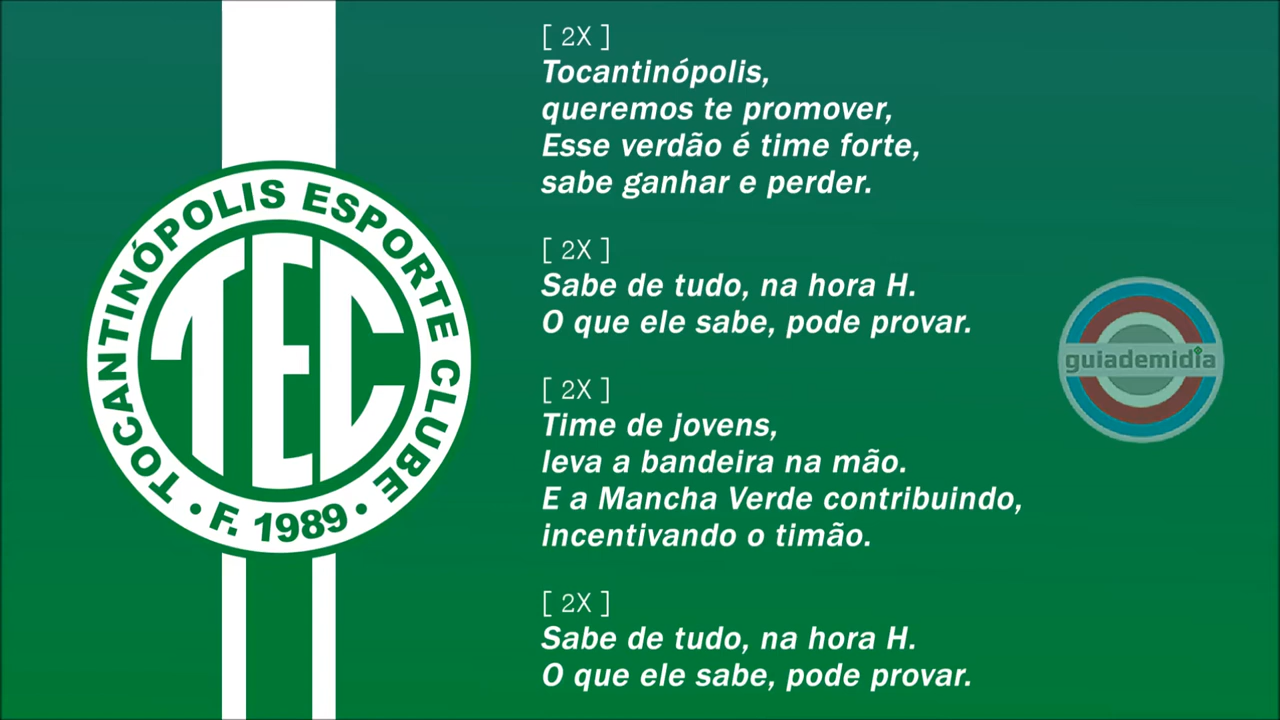 TOCANTINÓPOLIS ESPORTE CLUBE
TEC
• F. 1989 •
[ 2X ]
Tocantinópolis,
queremos te promover,
Esse verdão é time forte,
sabe ganhar e perder.
[ 2X ]
Sabe de tudo, na hora H.
O que ele sabe, pode provar.
[ 2X ]
Time de jovens,
leva a bandeira na mão.
E a Mancha Verde contribuindo,
incentivando o timão.
[ 2X ]
Sabe de tudo, na hora H.
O que ele sabe, pode provar.
guiademidia